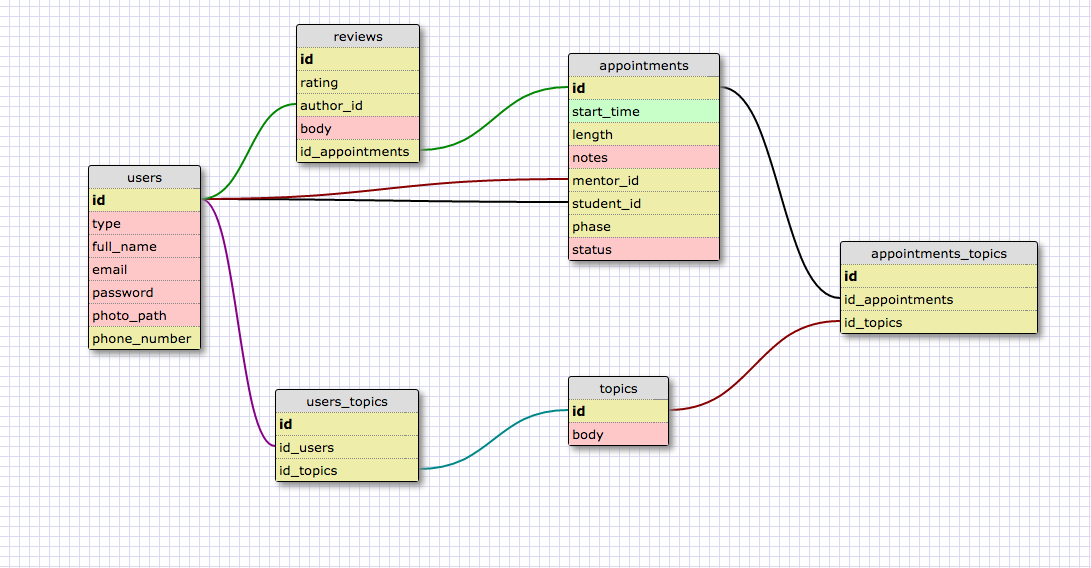 reviews
id
rating
author_id
body
id_appointments
appointments
id
start_time
length
notes
mentor_id
student_id
phase
status
users
id
type
full_name
email
password
photo_path
phone_number
appointments_topics
id
id_appointments
id_topics
users_topics
id
id_users
id_topics
topics
id
body